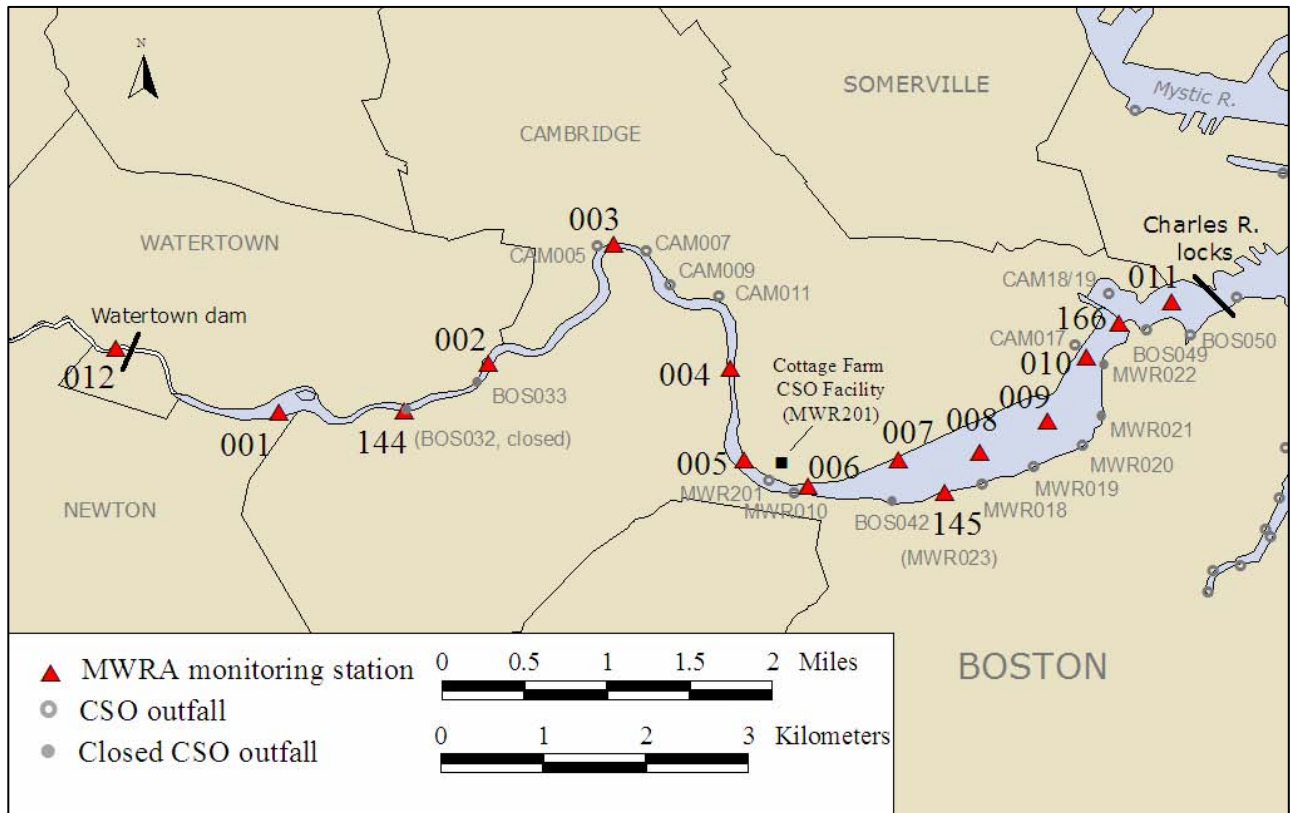 N
SOMERVILLE
Mystic R.
CAMBRIDGE
003
WATERTOWN
CAM005
CAM007
Charles R.
locks
CAM009
CAM011
CAM18/19
011
Watertown dam
002
166
012
004
CAM017
BOS049
BOS050
010
MWR022
BOS033
Cottage Farm
CSO Facility
(MWR201)
009
008
007
001
144
(BOS032, closed)
MWR021
005
006
MWR020
MWR201
MWR019
NEWTON
MWR010
BOS042
MWR018
145
(MWR023)
BOSTON
MWRA monitoring station
CSO outfall
Closed CSO outfall
0 0.5 1 1.5 2 Miles
0 1 2 3 Kilometers